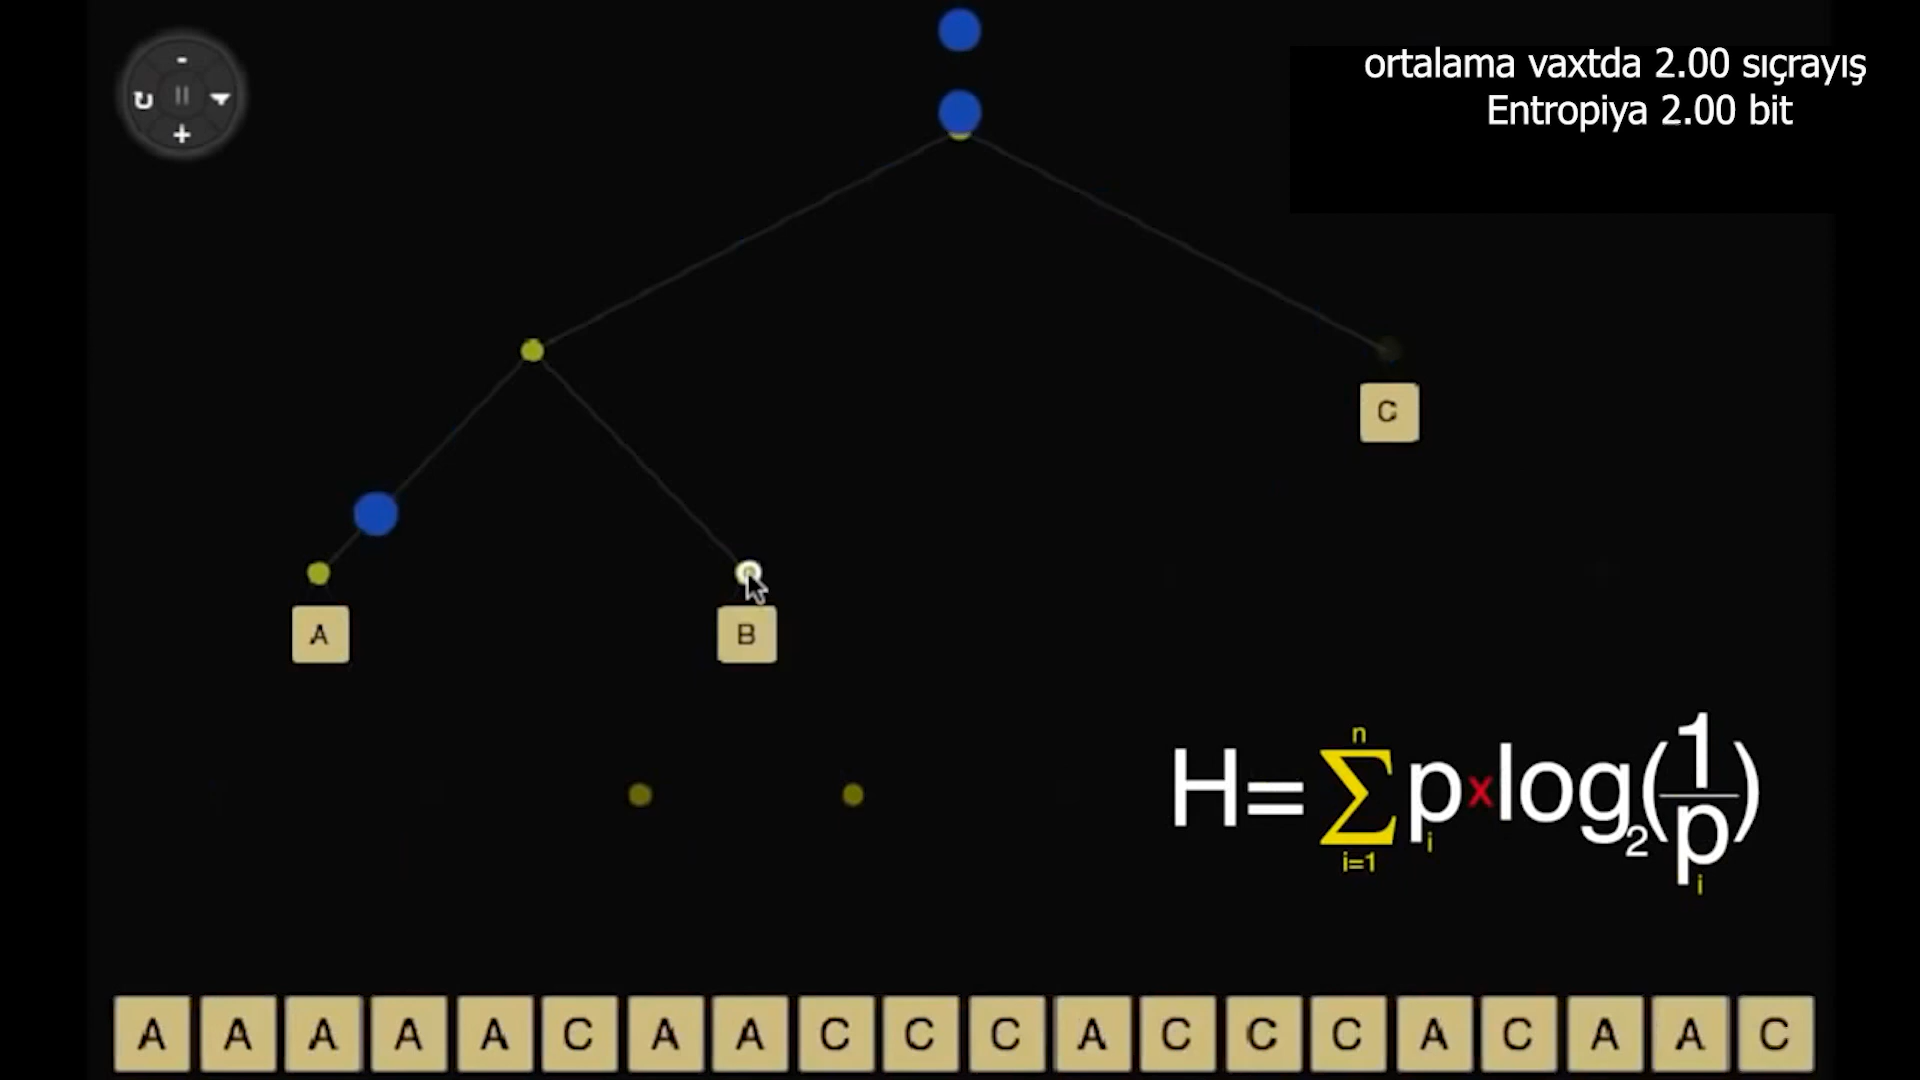 ortalama vaxtda 2.00 sıçrayış
Entropiya 2.00 bit
C
A
B
H=∑p×log₂(1/p)
n
i=1
i
i
A A A A A C A A C C C A C C C A C A A C